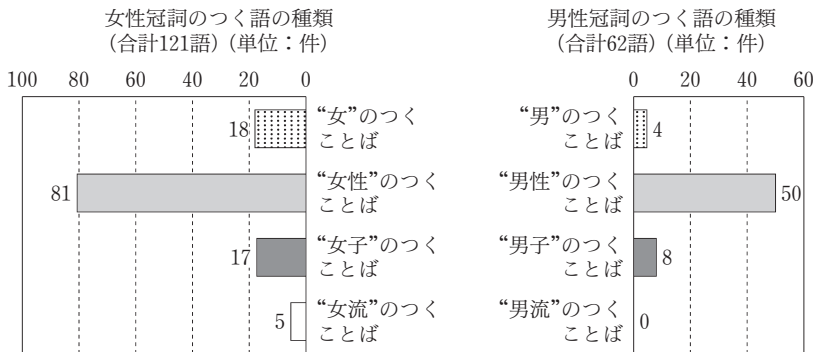 女性冠詞のつく語の種類
(合計121語)(単位：件)
100 80 60 40 20 0
18
“女”のつく
ことば
81
“女性”のつく
ことば
17
“女子”のつく
ことば
5
“女流”のつく
ことば
男性冠詞のつく語の種類
(合計62語)(単位：件)
0 20 40 60
“男”のつく
ことば
4
“男性”のつく
ことば
50
“男子”のつく
ことば
8
“男流”のつく
ことば
0